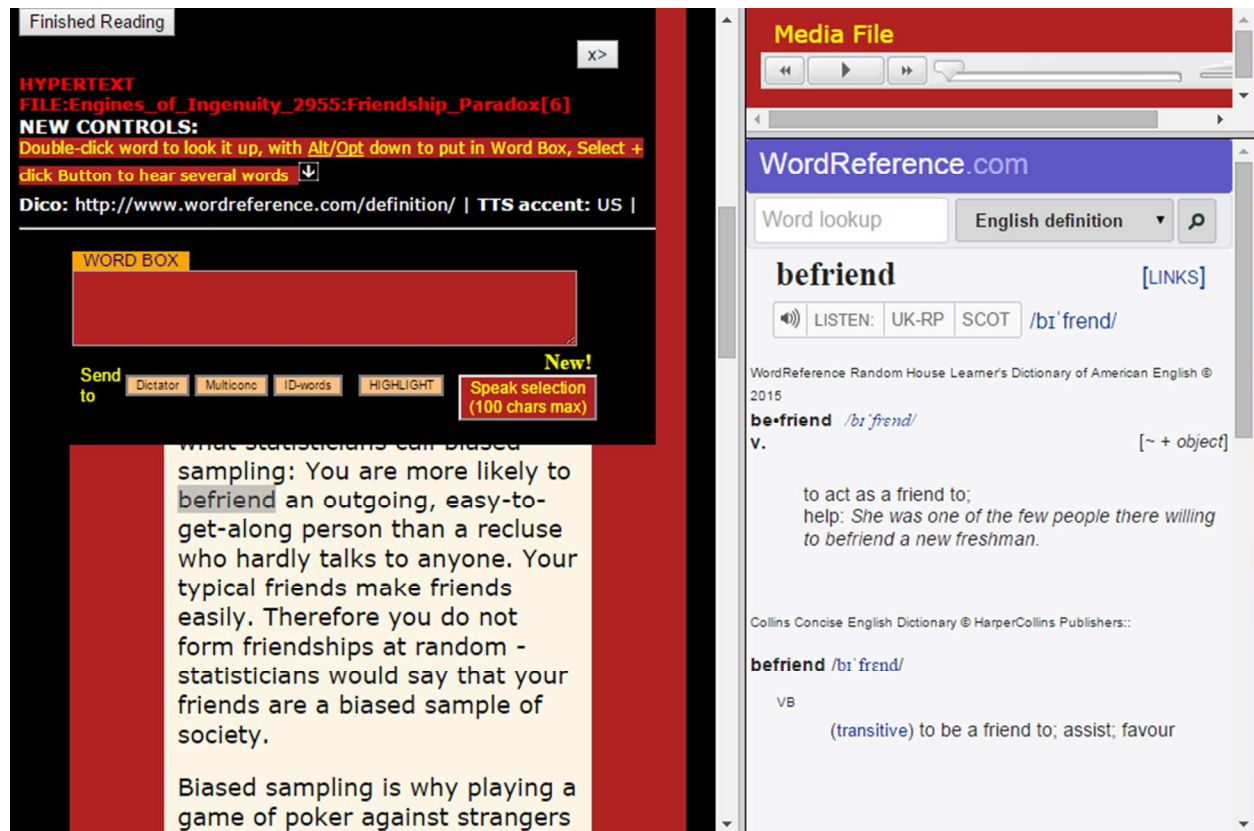 Finished Reading
x>
HYPERTEXT
FILE:Engines_of_Ingenuity_2955:Friendship_Paradox[6]
NEW CONTROLS:
Double-click word to look it up, with Alt/Opt down to put in Word Box, Select +
click Button to hear several words
Dico: http://www.wordreference.com/definition/ | TTS accent: US |
WORD BOX
Send to
Dictator
Multiconc
ID-words
HIGHLIGHT
New!
Speak selection
(100 chars max)
what statisticians call biased
sampling: You are more likely to
befriend an outgoing, easy-to-
get-along person than a recluse
who hardly talks to anyone. Your
typical friends make friends
easily. Therefore you do not
form friendships at random -
statisticians would say that your
friends are a biased sample of
society.
Biased sampling is why playing a
game of poker against strangers
Media File
WordReference.com
Word lookup
English definition
befriend [LINKS]
LISTEN: UK-RP SCOT /bɪˈfrend/
WordReference Random House Learner's Dictionary of American English ©
2015
be•friend /bɪˈfrɛnd/
v. [~ + object]
to act as a friend to;
help: She was one of the few people there willing
to befriend a new freshman.
Collins Concise English Dictionary © HarperCollins Publishers::
befriend /bɪˈfrɛnd/
VB
(transitive) to be a friend to; assist; favour